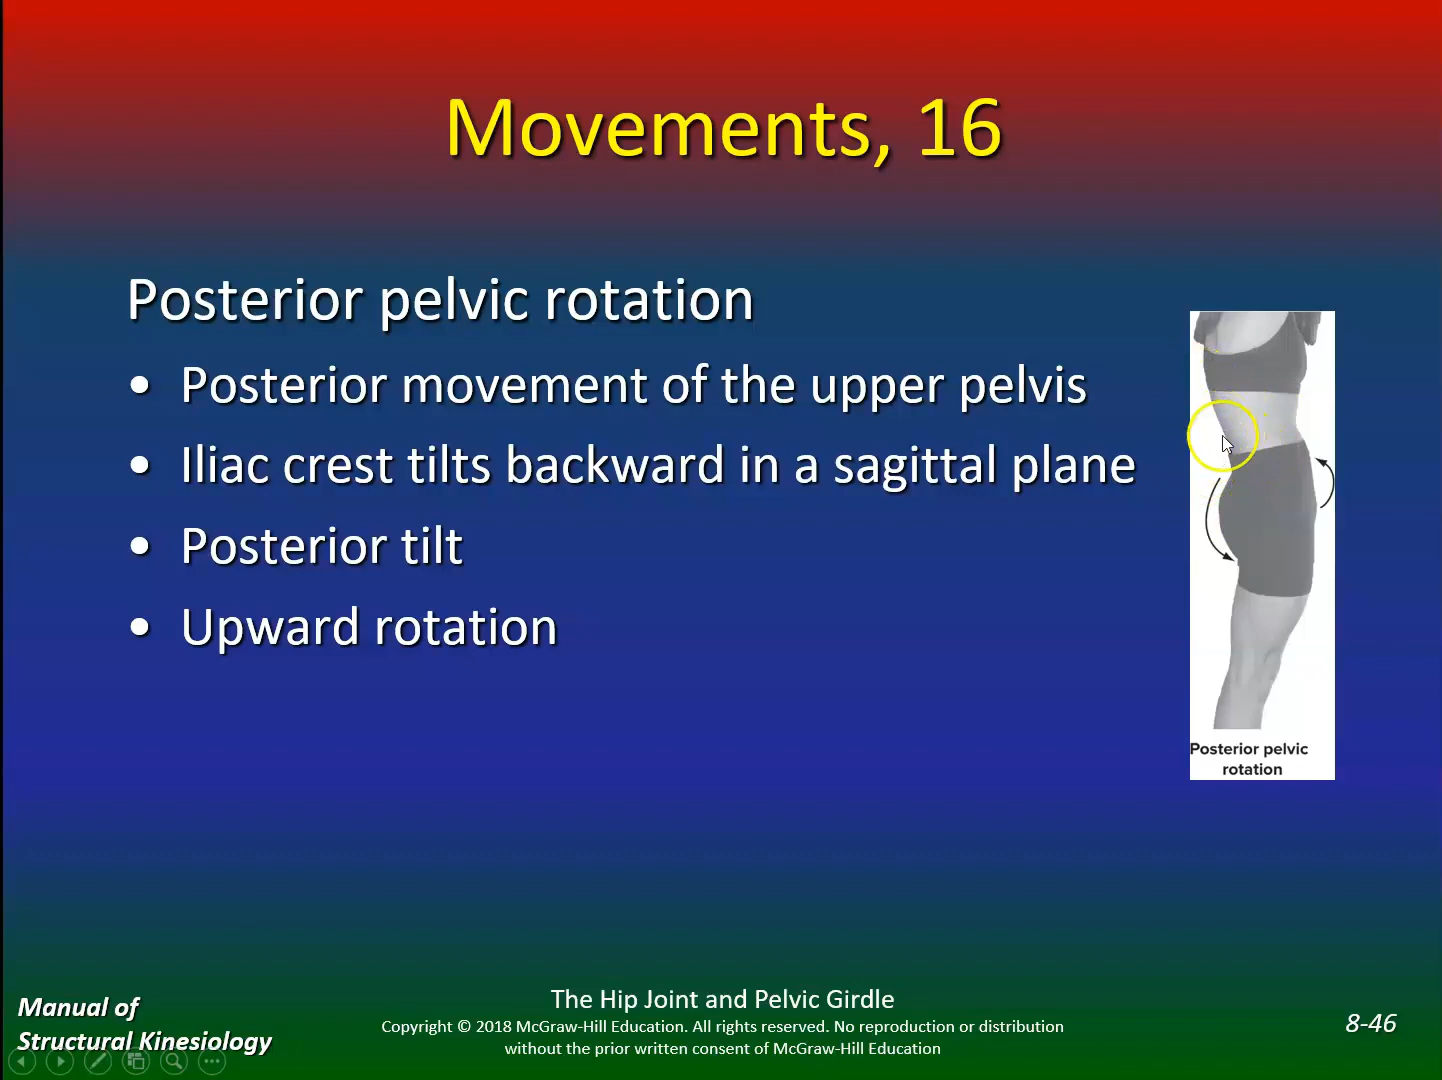 Movements, 16
Posterior pelvic rotation
• Posterior movement of the upper pelvis
• Iliac crest tilts backward in a sagittal plane
• Posterior tilt
• Upward rotation
Posterior pelvic
rotation
Manual of
Structural Kinesiology
The Hip Joint and Pelvic Girdle
Copyright © 2018 McGraw-Hill Education. All rights reserved. No reproduction or distribution
without the prior written consent of McGraw-Hill Education
8-46